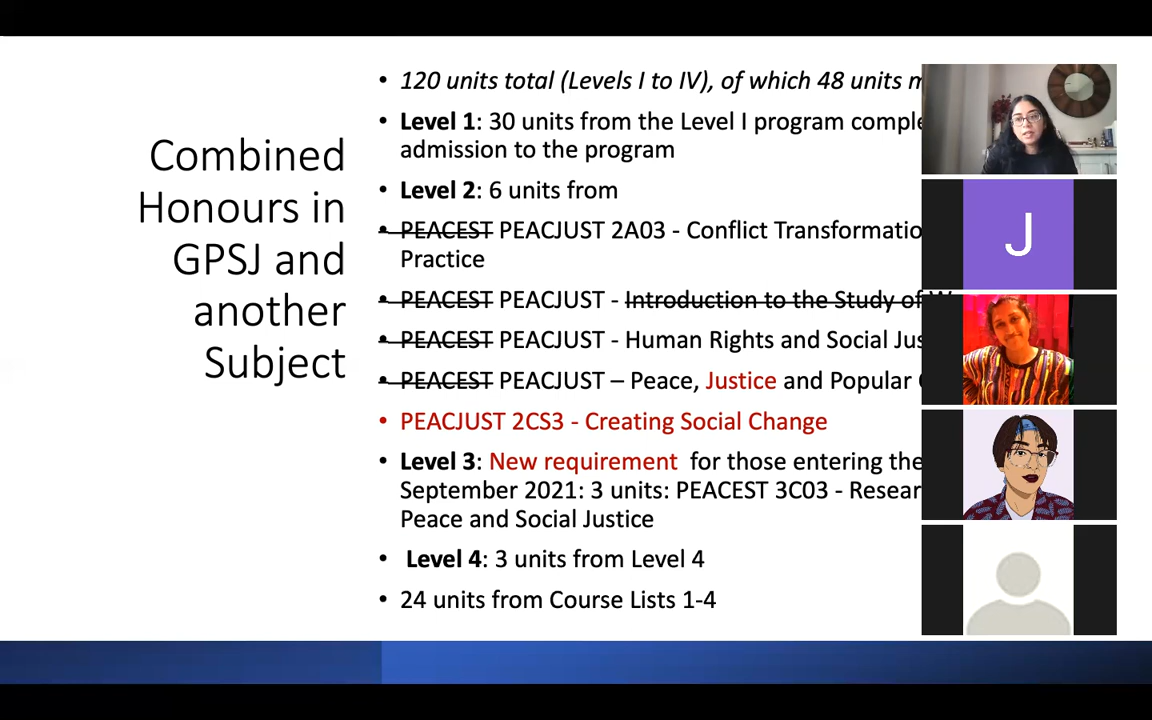 Combined
Honours in
GPSJ and
another
Subject
• 120 units total (Levels I to IV), of which 48 units
• Level 1: 30 units from the Level I program
admission to the program
• Level 2: 6 units from
• PEACEST PEACJUST 2A03 - Conflict
Practice
• PEACEST PEACJUST - Introduction to the Study of
• PEACEST PEACJUST - Human Rights and Social
• PEACEST PEACJUST – Peace, Justice and Popular
• PEACJUST 2CS3 - Creating Social Change
• Level 3: New requirement for those entering the
September 2021: 3 units: PEACEST 3C03 -
Peace and Social Justice
• Level 4: 3 units from Level 4
• 24 units from Course Lists 1-4
J